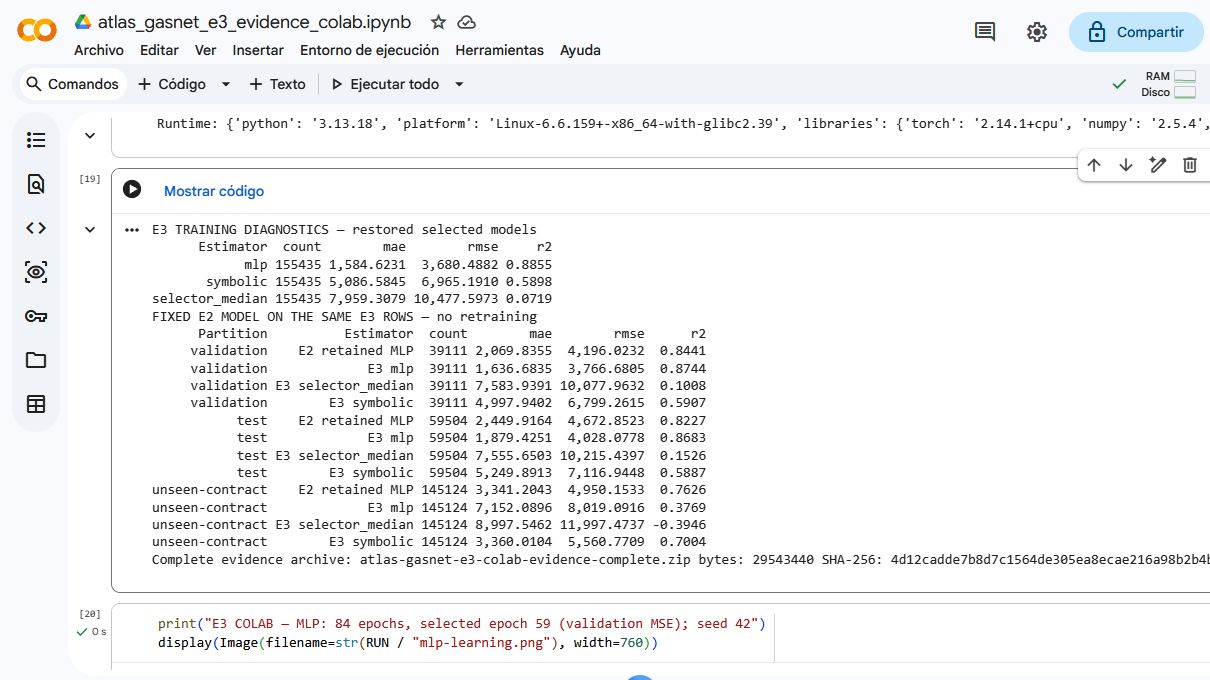 CO atlas_gasnet_e3_evidence_colab.ipynb
Archivo Editar Ver Insertar Entorno de ejecución Herramientas Ayuda
Compartir
Comandos + Código + Texto Ejecutar todo
RAM
Disco
Runtime: {'python': '3.13.18', 'platform': 'Linux-6.6.159+-x86_64-with-glibc2.39', 'libraries': {'torch': '2.14.1+cpu', 'numpy': '2.5.4',
[19]
Mostrar código
E3 TRAINING DIAGNOSTICS — restored selected models
Estimator count mae rmse r2
mlp 155435 1,584.6231 3,680.4882 0.8855
symbolic 155435 5,086.5845 6,965.1910 0.5898
selector_median 155435 7,959.3079 10,477.5973 0.0719
FIXED E2 MODEL ON THE SAME E3 ROWS — no retraining
Partition Estimator count mae rmse r2
validation E2 retained MLP 39111 2,069.8355 4,196.0232 0.8441
validation E3 mlp 39111 1,636.6835 3,766.6805 0.8744
validation E3 selector_median 39111 7,583.9391 10,077.9632 0.1008
validation E3 symbolic 39111 4,997.9402 6,799.2615 0.5907
test E2 retained MLP 59504 2,449.9164 4,672.8523 0.8227
test E3 mlp 59504 1,879.4251 4,028.0778 0.8683
test E3 selector_median 59504 7,555.6503 10,215.4397 0.1526
test E3 symbolic 59504 5,249.8913 7,116.9448 0.5887
unseen-contract E2 retained MLP 145124 3,341.2043 4,950.1533 0.7626
unseen-contract E3 mlp 145124 7,152.0896 8,019.0916 0.3769
unseen-contract E3 selector_median 145124 8,997.5462 11,997.4737 -0.3946
unseen-contract E3 symbolic 145124 3,360.0104 5,560.7709 0.7004
Complete evidence archive: atlas-gasnet-e3-colab-evidence-complete.zip bytes: 29543440 SHA-256: 4d12cadde7b8d7c1564de305ea8ecae216a98b2b4b
[20]
0 s
print("E3 COLAB — MLP: 84 epochs, selected epoch 59 (validation MSE); seed 42")
display(Image(filename=str(RUN / "mlp-learning.png"), width=760))